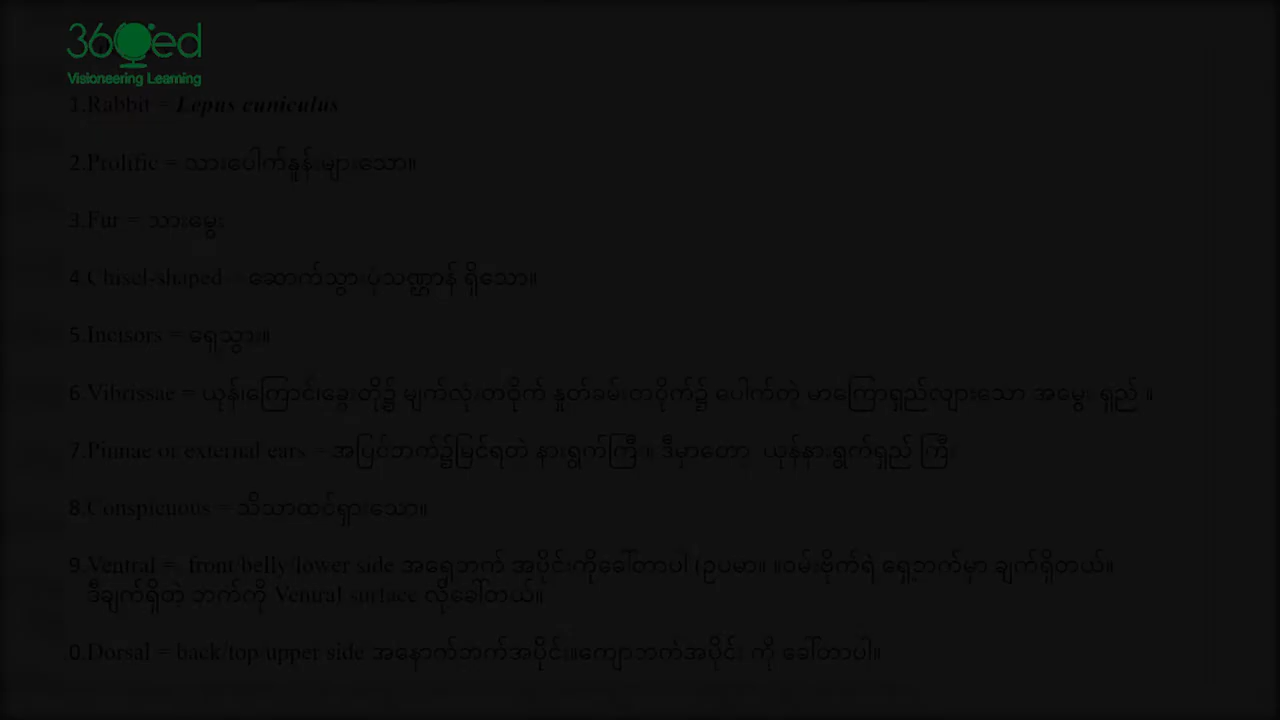 360ed
Visioneering Learning
1.Rabbit = Lepus cuniculus
2.Prolific = သားပေါက်နှုန်းများသော။
3.Fur = သားမွေး
4.Chisel-shaped = ဆောက်သွားပုံသဏ္ဌာန် ရှိသော။
5.Incisors = ရှေ့သွား။
6.Vibrissae = ယုန်၊ကြောင်၊ခွေးတို့၌ မျက်လုံးတဝိုက် နှုတ်ခမ်းတဝိုက်၌ ပေါက်တဲ့ မာကြောရှည်လျားသော အမွေး ရှည် ။
7.Pinnae or external ears = အပြင်ဘက်၌မြင်ရတဲ့ နားရွက်ကြီး ။ ဒီမှာတော့ ယုန်နားရွက်ရှည် ကြီး
8.Conspicuous = သိသာထင်ရှားသော။
9.Ventral = front/belly/lower side အရှေ့ဘက် အပိုင်းကိုခေါ်တာပါ (ဥပမာ။ ။ဝမ်းဗိုက်ရဲ့ ရှေ့ဘက်မှာ ချက်ရှိတယ်။
ဒီချက်ရှိတဲ့ ဘက်ကို Ventral surface လို့ခေါ်တယ်။
0.Dorsal = back/top/upper side အနောက်ဘက်အပိုင်း။ကျောဘက်အပိုင်း ကို ခေါ်တာပါ။